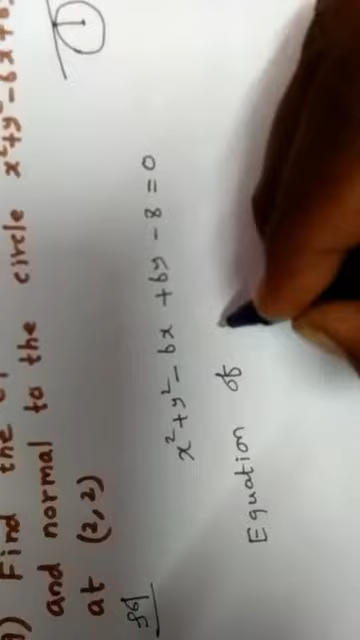 ) Find the
and normal to the circle x²+y²-6x+6
at (2,2)
x²+y²-6x+6y-8=0
Equation of